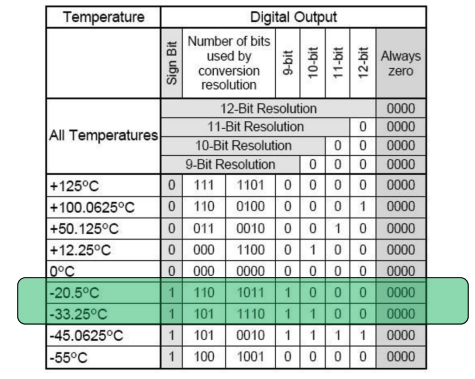 Temperature Digital Output
Sign Bit Number of bits used by conversion resolution 9-bit 10-bit 11-bit 12-bit Always zero
All Temperatures
12-Bit Resolution 0000
11-Bit Resolution 0 0000
10-Bit Resolution 0 0 0000
9-Bit Resolution 0 0 0 0000
+125°C 0 111 1101 0 0 0 0 0000
+100.0625°C 0 110 0100 0 0 0 1 0000
+50.125°C 0 011 0010 0 0 1 0 0000
+12.25°C 0 000 1100 0 1 0 0 0000
0°C 0 000 0000 0 0 0 0 0000
-20.5°C 1 110 1011 1 0 0 0 0000
-33.25°C 1 101 1110 1 1 0 0 0000
-45.0625°C 1 101 0010 1 1 1 1 0000
-55°C 1 100 1001 0 0 0 0 0000